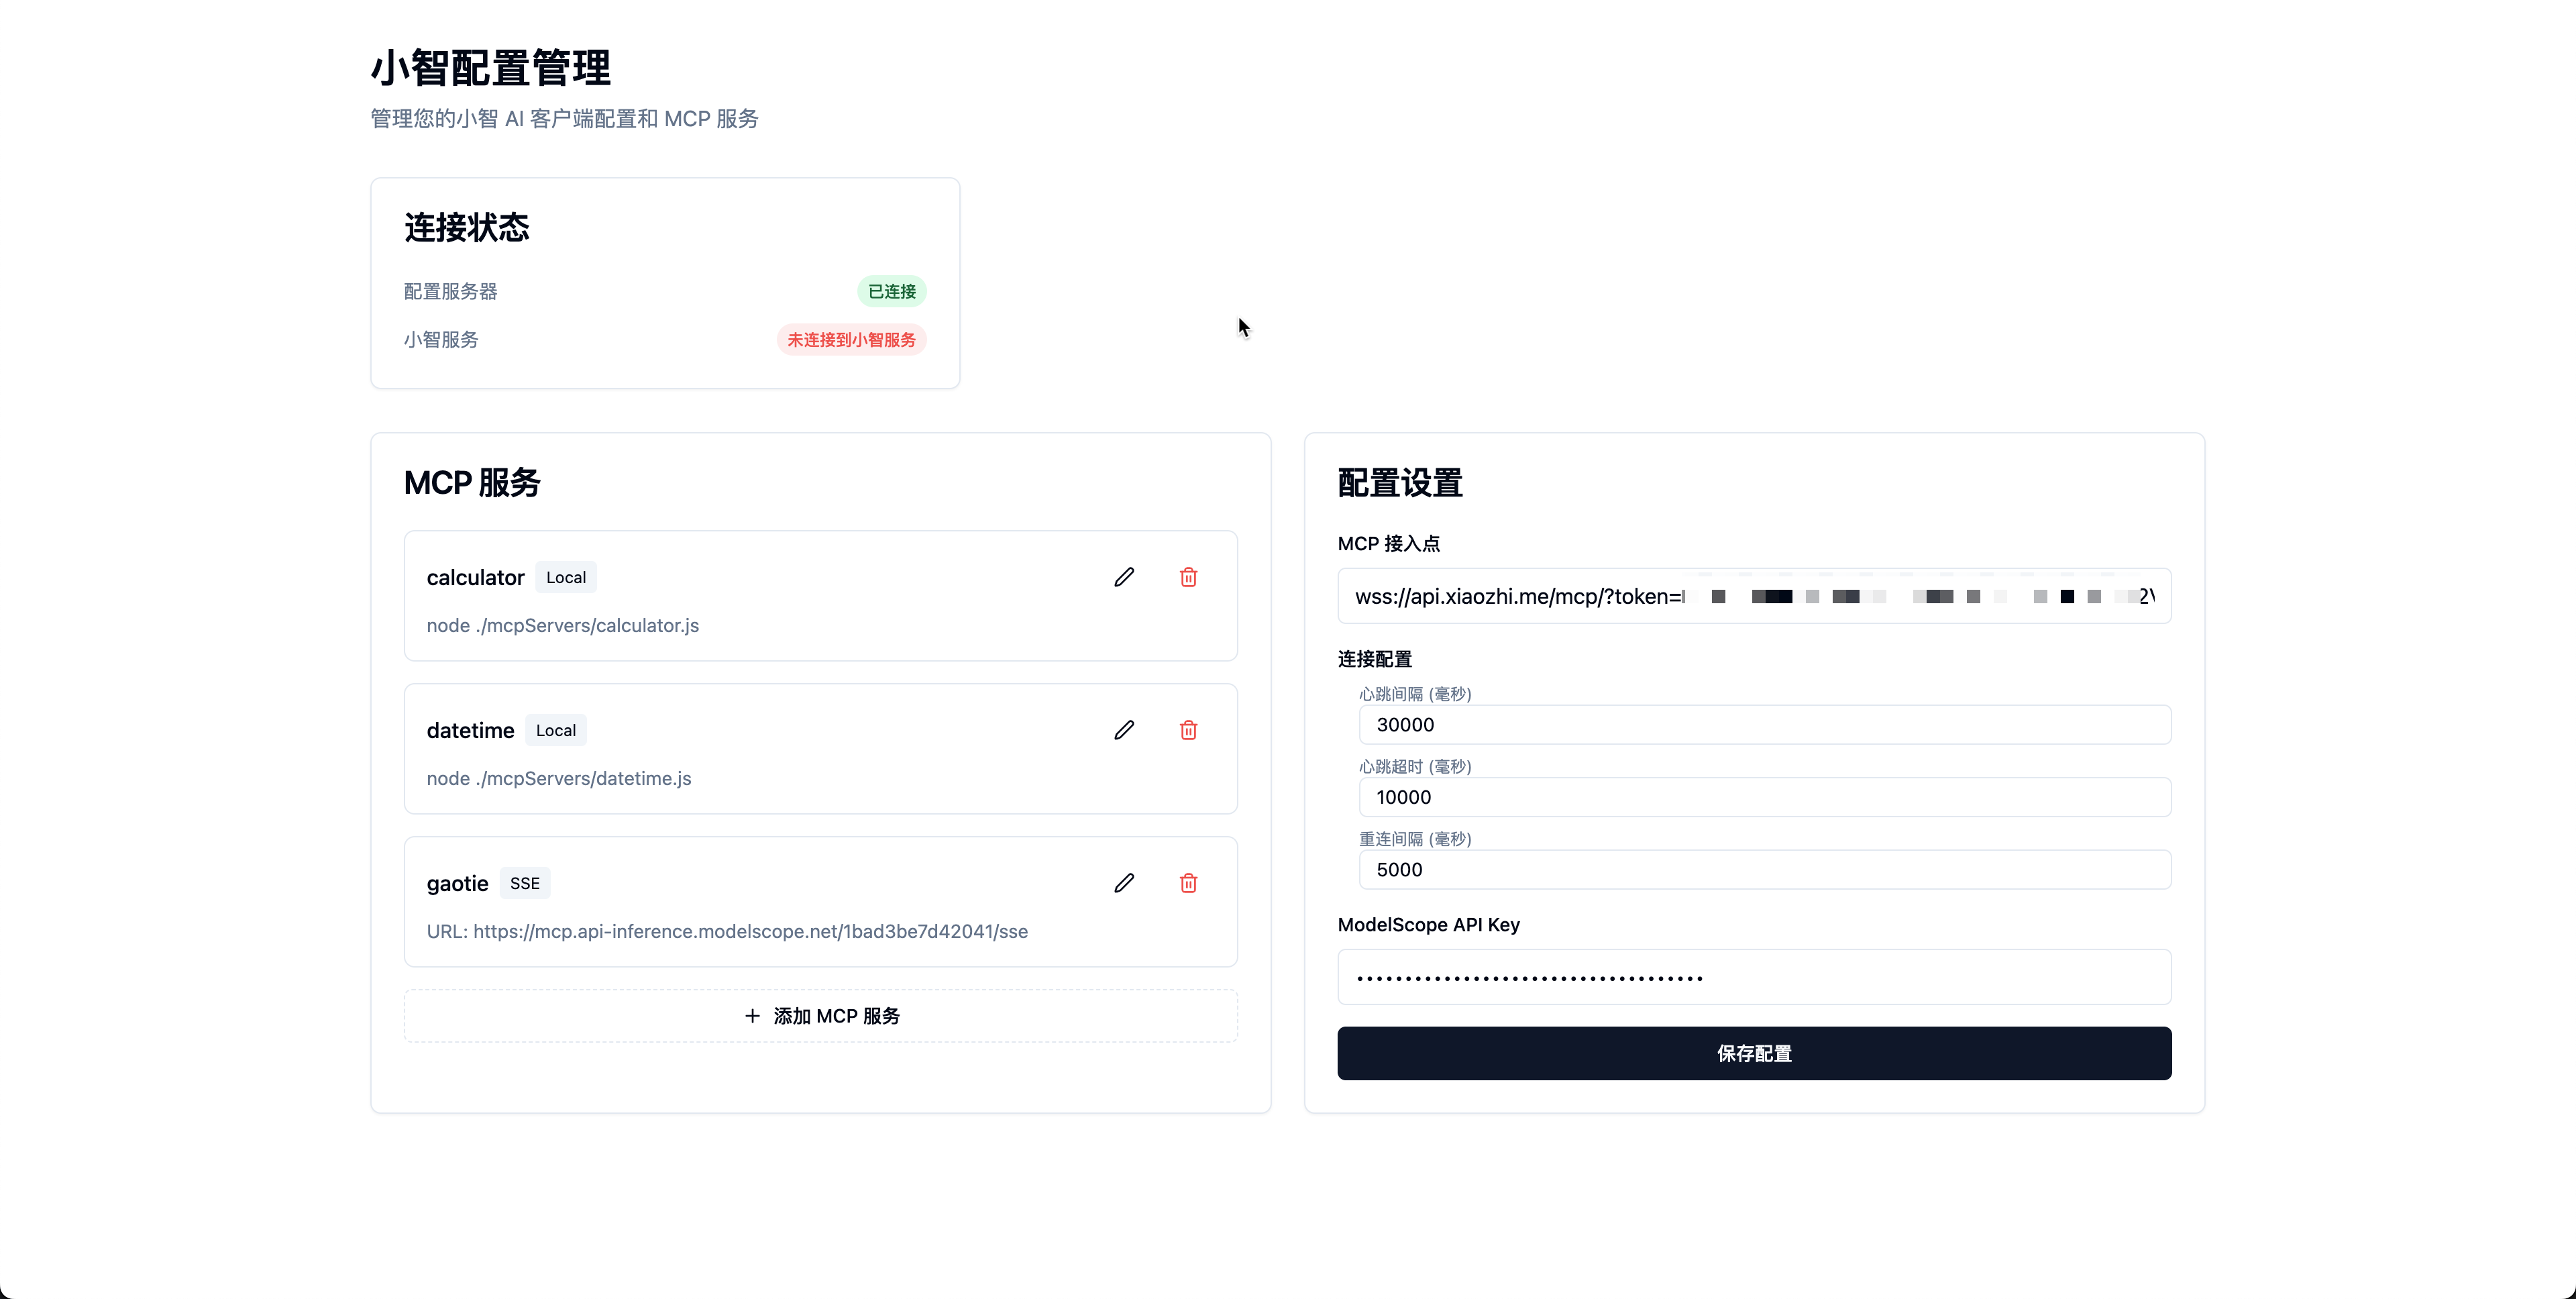 小智配置管理
管理您的小智 AI 客户端配置和 MCP 服务
连接状态
配置服务器 已连接
小智服务 未连接到小智服务
MCP 服务
calculator Local
node ./mcpServers/calculator.js
datetime Local
node ./mcpServers/datetime.js
gaotie SSE
URL: https://mcp.api-inference.modelscope.net/1bad3be7d42041/sse
添加 MCP 服务
配置设置
MCP 接入点
wss://api.xiaozhi.me/mcp/?token=
连接配置
心跳间隔 (毫秒)
30000
心跳超时 (毫秒)
10000
重连间隔 (毫秒)
5000
ModelScope API Key
保存配置